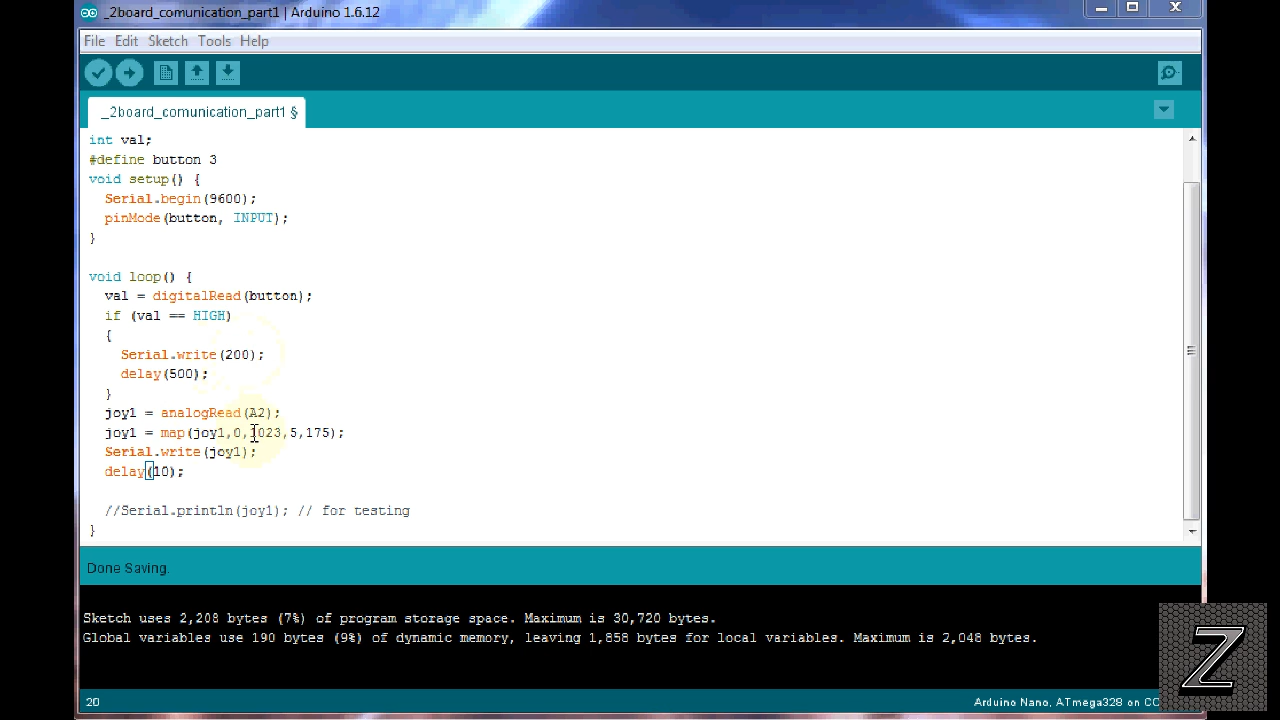 _2board_comunication_part1 | Arduino 1.6.12
File Edit Sketch Tools Help
_2board_comunication_part1 §
int val;
#define button 3
void setup() {
Serial.begin(9600);
pinMode(button, INPUT);
}
void loop() {
val = digitalRead(button);
if (val == HIGH)
{
Serial.write(200);
delay(500);
}
joy1 = analogRead(A2);
joy1 = map(joy1,0,1023,5,175);
Serial.write(joy1);
delay(10);
//Serial.println(joy1); // for testing
}
Done Saving.
Sketch uses 2,208 bytes (7%) of program storage space. Maximum is 30,720 bytes.
Global variables use 190 bytes (9%) of dynamic memory, leaving 1,858 bytes for local variables. Maximum is 2,048 bytes.
20
Arduino Nano, ATmega328 on
Z